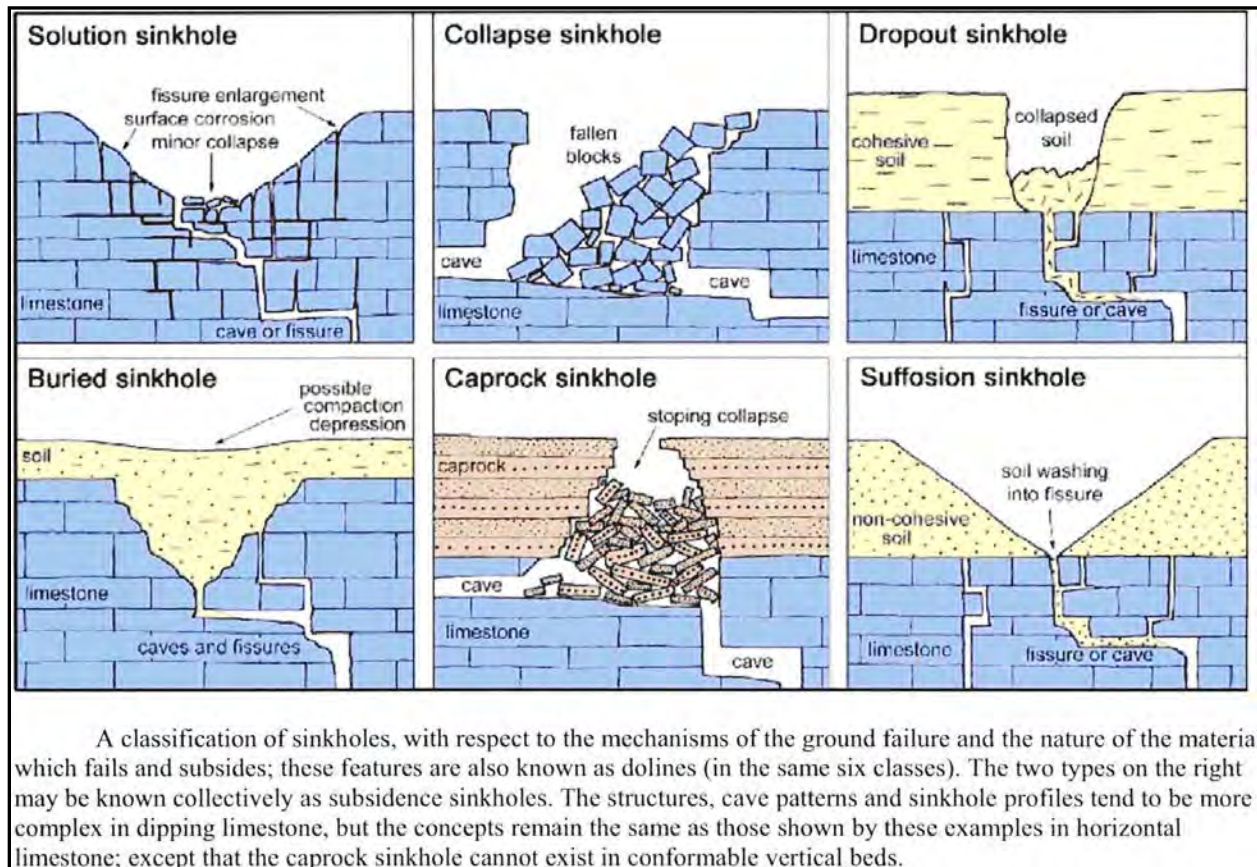 Solution sinkhole
fissure enlargement
surface corrosion
minor collapse
limestone
cave or fissure
Collapse sinkhole
fallen
blocks
cave
cave
limestone
Dropout sinkhole
collapsed
soil
cohesive
soil
limestone
fissure or cave
Buried sinkhole
possible
compaction
depression
soil
limestone
caves and fissures
Caprock sinkhole
stoping collapse
caprock
cave
limestone
cave
Suffosion sinkhole
soil washing
into fissure
non-cohesive
soil
limestone
fissure or cave
A classification of sinkholes, with respect to the mechanisms of the ground failure and the nature of the materia
which fails and subsides; these features are also known as dolines (in the same six classes). The two types on the right
may be known collectively as subsidence sinkholes. The structures, cave patterns and sinkhole profiles tend to be more
complex in dipping limestone, but the concepts remain the same as those shown by these examples in horizontal
limestone; except that the caprock sinkhole cannot exist in conformable vertical beds.